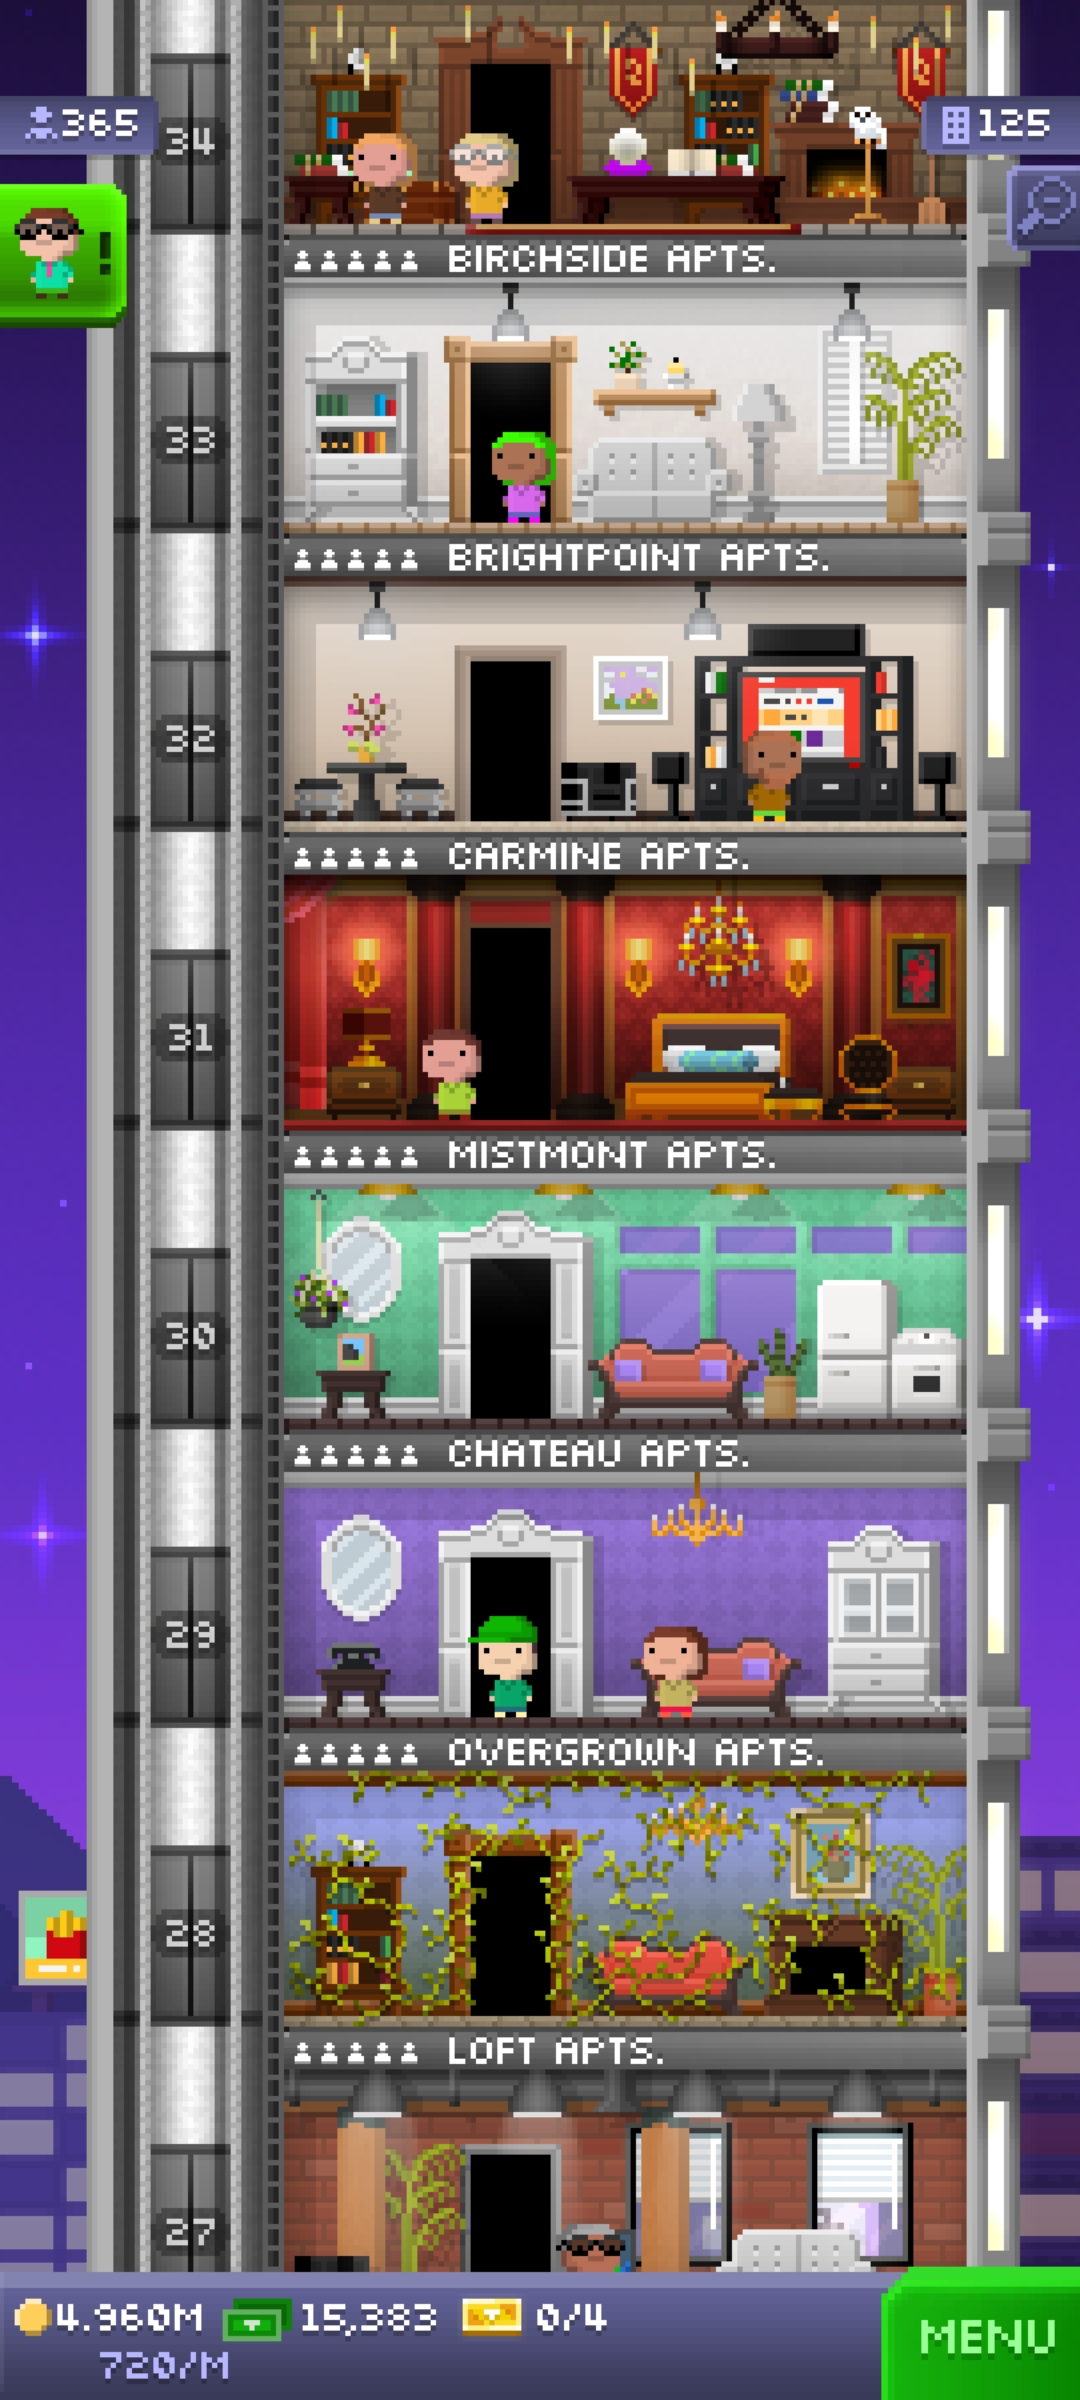 365
34
125
!
BIRCHSIDE APTS.
33
BRIGHTPOINT APTS.
32
CARMINE APTS.
31
MISTMONT APTS.
30
CHATEAU APTS.
29
OVERGROWN APTS.
28
LOFT APTS.
27
4.960M 15,383 0/4
720/M
MENU